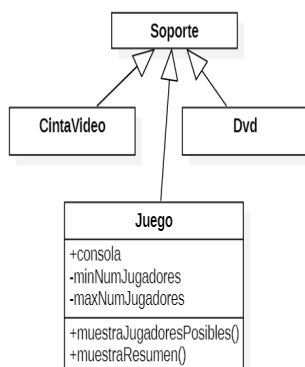 Soporte
CintaVideo
Dvd
Juego
+consola
-minNumJugadores
-maxNumJugadores
+muestraJugadoresPosibles()
+muestraResumen()